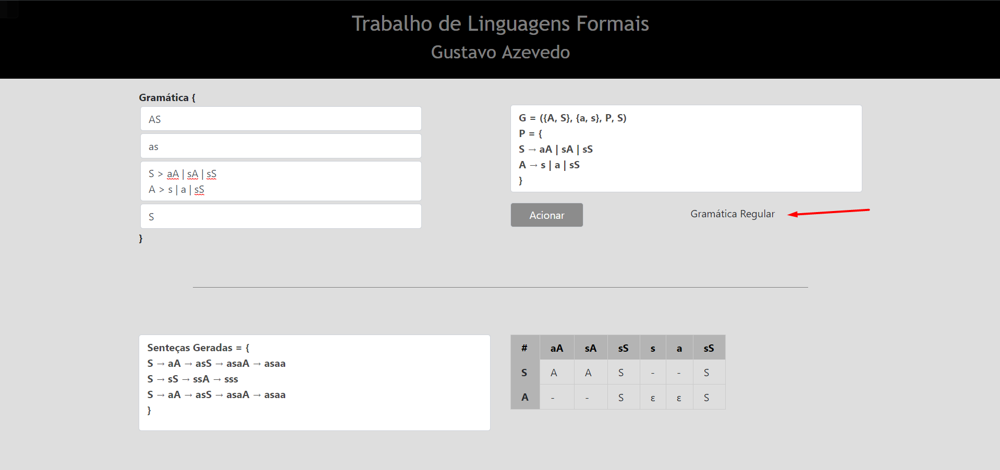 Trabalho de Linguagens Formais
Gustavo Azevedo
Gramática {
AS
as
S > aA | sA | sS
A > s | a | sS
S
}
G = ({A, S}, {a, s}, P, S)
P = {
S → aA | sA | sS
A → s | a | sS
}
Acionar
Gramática Regular
Senteças Geradas = {
S → aA → asS → asaA → asaa
S → sS → ssA → sss
S → aA → asS → asaA → asaa
}
# aA sA sS s a sS
S A A S - - S
A - - S ε ε S